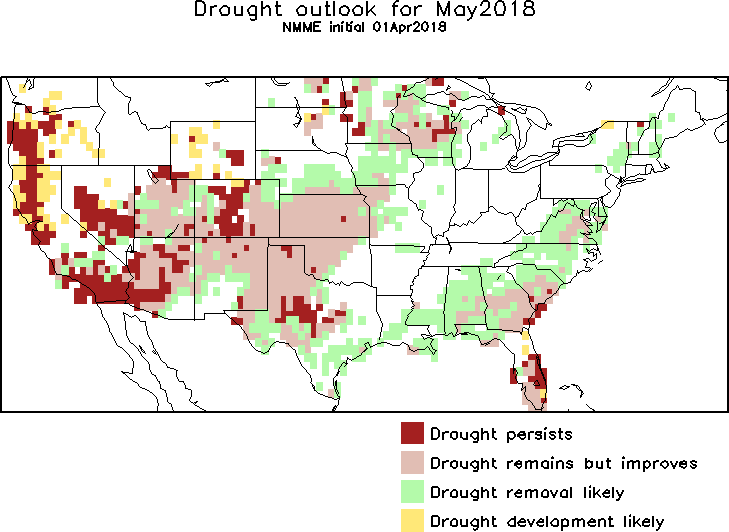 Drought outlook for May2018
NMME initial 01Apr2018
Drought persists
Drought remains but improves
Drought removal likely
Drought development likely